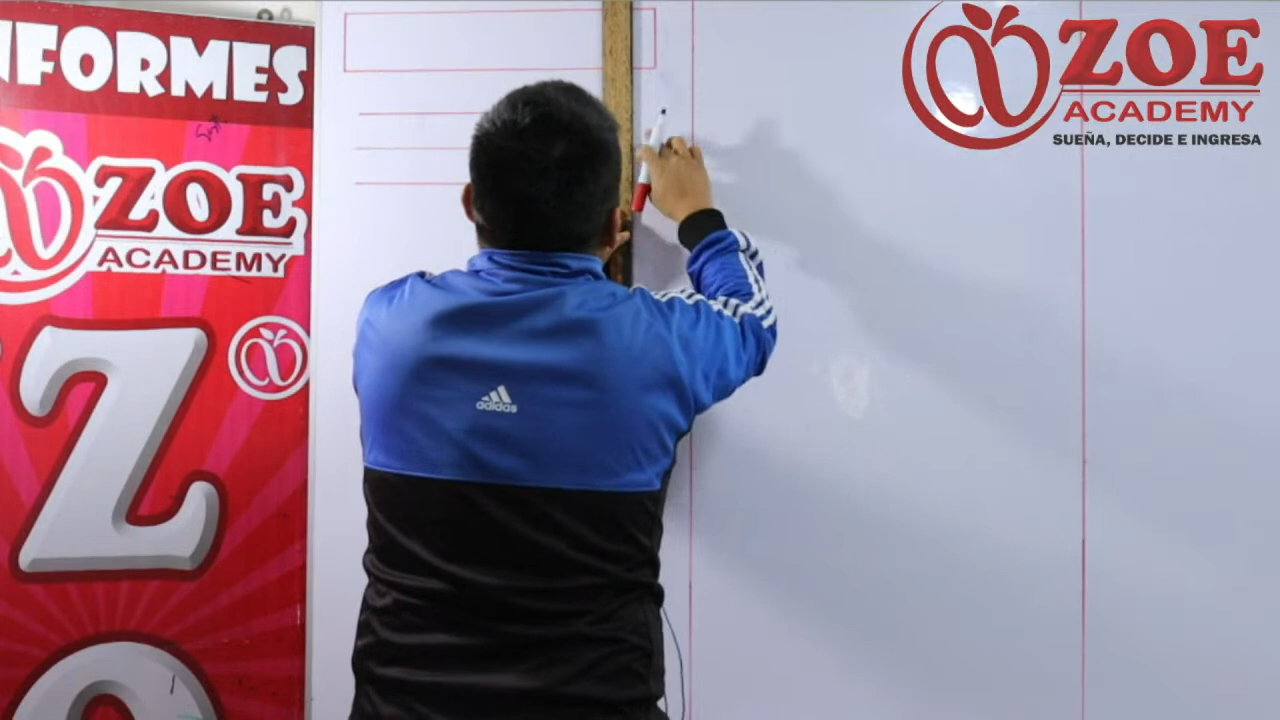 INFORMES
ZOE
ACADEMY
Z
O
adidas
ZOE
ACADEMY
SUEÑA, DECIDE E INGRESA